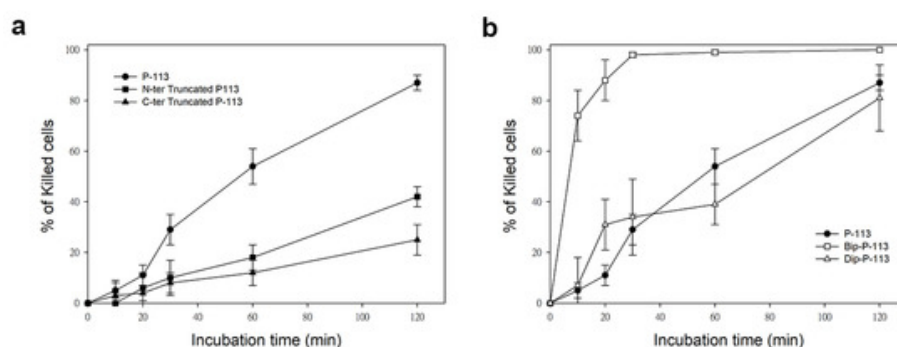 a
100
80
60
40
20
0
% of Killed cells
P-113
N-ter Truncated P113
C-ter Truncated P-113
0 20 40 60 80 100 120
Incubation time (min)
b
100
80
60
40
20
0
% of Killed cells
P-113
Bip-P-113
Dip-P-113
0 20 40 60 80 100 120
Incubation time (min)